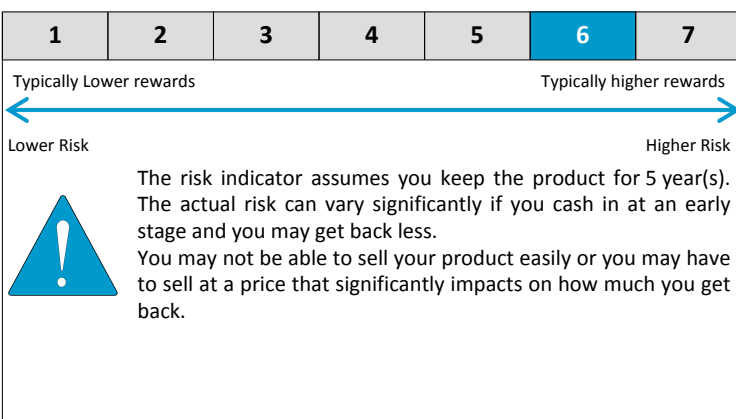 1 2 3 4 5 6 7
Typically Lower rewards Typically higher rewards
Lower Risk Higher Risk
The risk indicator assumes you keep the product for 5 year(s).
The actual risk can vary significantly if you cash in at an early
stage and you may get back less.
You may not be able to sell your product easily or you may have
to sell at a price that significantly impacts on how much you get
back.